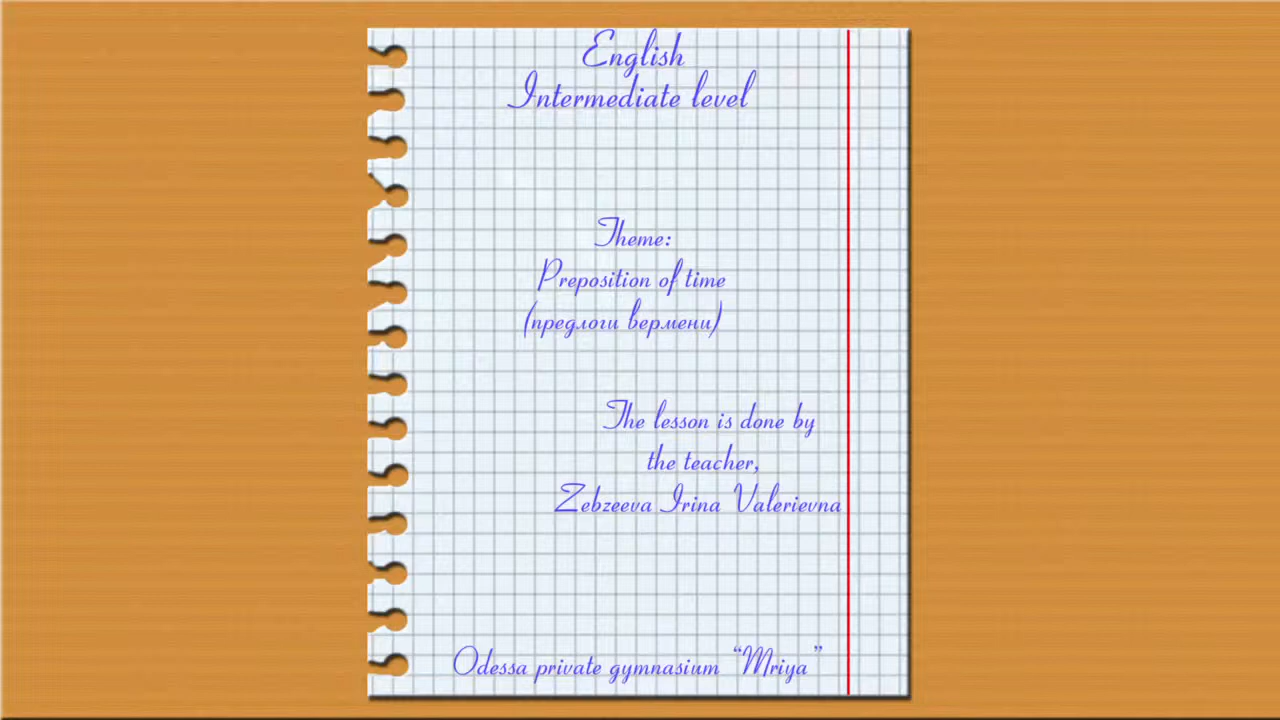 English
Intermediate level
Theme:
Preposition of time
(предлоги вермени)
The lesson is done by
the teacher,
Zebzeeva Irina Valerievna
Odessa private gymnasium “Mriya”